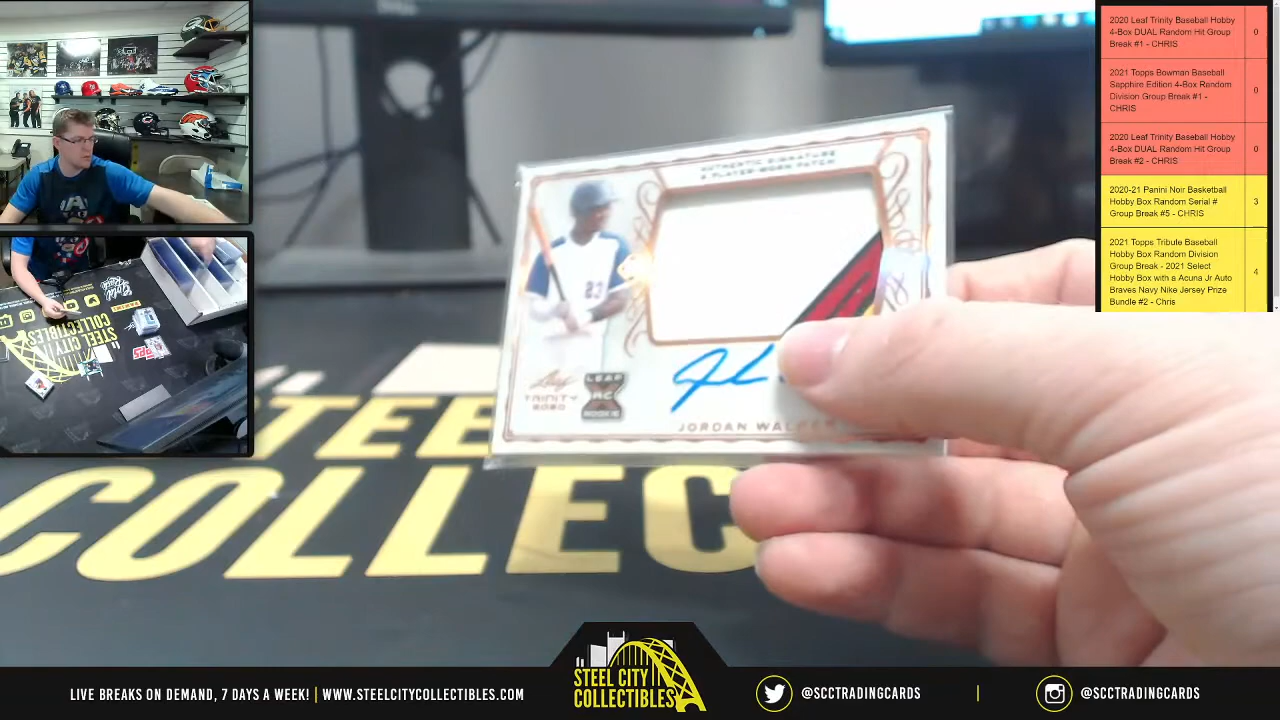 2020 Leaf Trinity Baseball Hobby
4-Box DUAL Random Hit Group
Break #1 - CHRIS
0
2021 Topps Bowman Baseball
Sapphire Edition 4-Box Random
Division Group Break #1 -
CHRIS
0
2020 Leaf Trinity Baseball Hobby
4-Box DUAL Random Hit Group
Break #2 - CHRIS
0
2020-21 Panini Noir Basketball
Hobby Box Random Serial #
Group Break #5 - CHRIS
3
2021 Topps Tribute Baseball
Hobby Box Random Division
Group Break - 2021 Select
Hobby Box with a Acuna Jr Auto
Braves Navy Nike Jersey Prize
Bundle #2 - Chris
4
AUTHENTIC SIGNATURE
& PLAYER-WORN PATCH
23
Leaf
TRINITY
2020
LEAF
RC
ROOKIE
JORDAN WALKER
STEEL CITY
COLLECTIBLES
STEE
COLLEC
LIVE BREAKS ON DEMAND, 7 DAYS A WEEK! | WWW.STEELCITYCOLLECTIBLES.COM
STEEL CITY
COLLECTIBLES
@SCCTRADINGCARDS | @SCCTRADINGCARDS